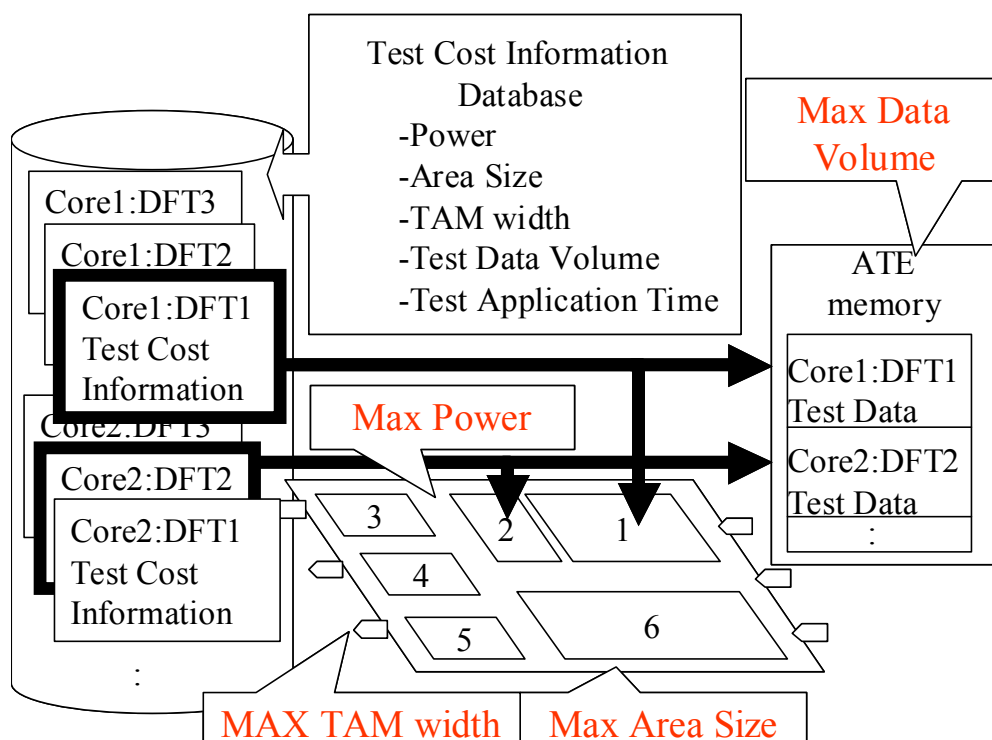 Test Cost Information
Database
-Power
-Area Size
-TAM width
-Test Data Volume
-Test Application Time
Max Data
Volume
Core1:DFT3
Core1:DFT2
Core1:DFT1
Test Cost
Information
Core2:DFT3
Core2:DFT2
Core2:DFT1
Test Cost
Information
:
Max Power
ATE
memory
Core1:DFT1
Test Data
Core2:DFT2
Test Data
:
3
2
1
4
5
6
MAX TAM width
Max Area Size